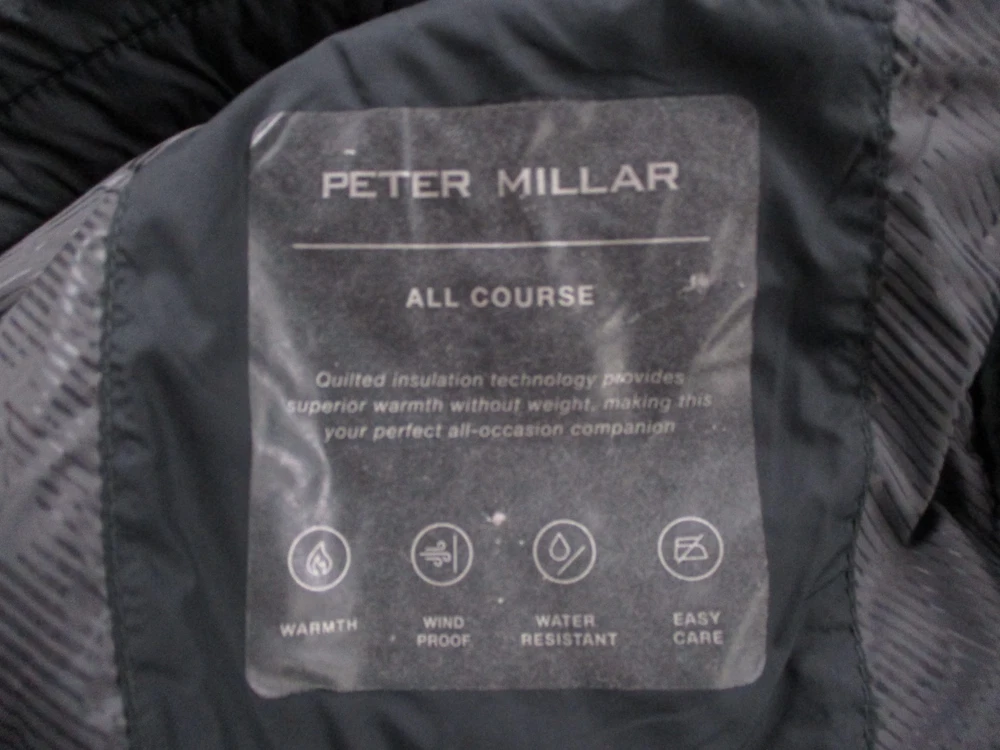 PETER MILLAR
ALL COURSE
Quilted insulation technology provides
superior warmth without weight, making this
your perfect all-occasion companion
WARMTH
WIND
PROOF
WATER
RESISTANT
EASY
CARE